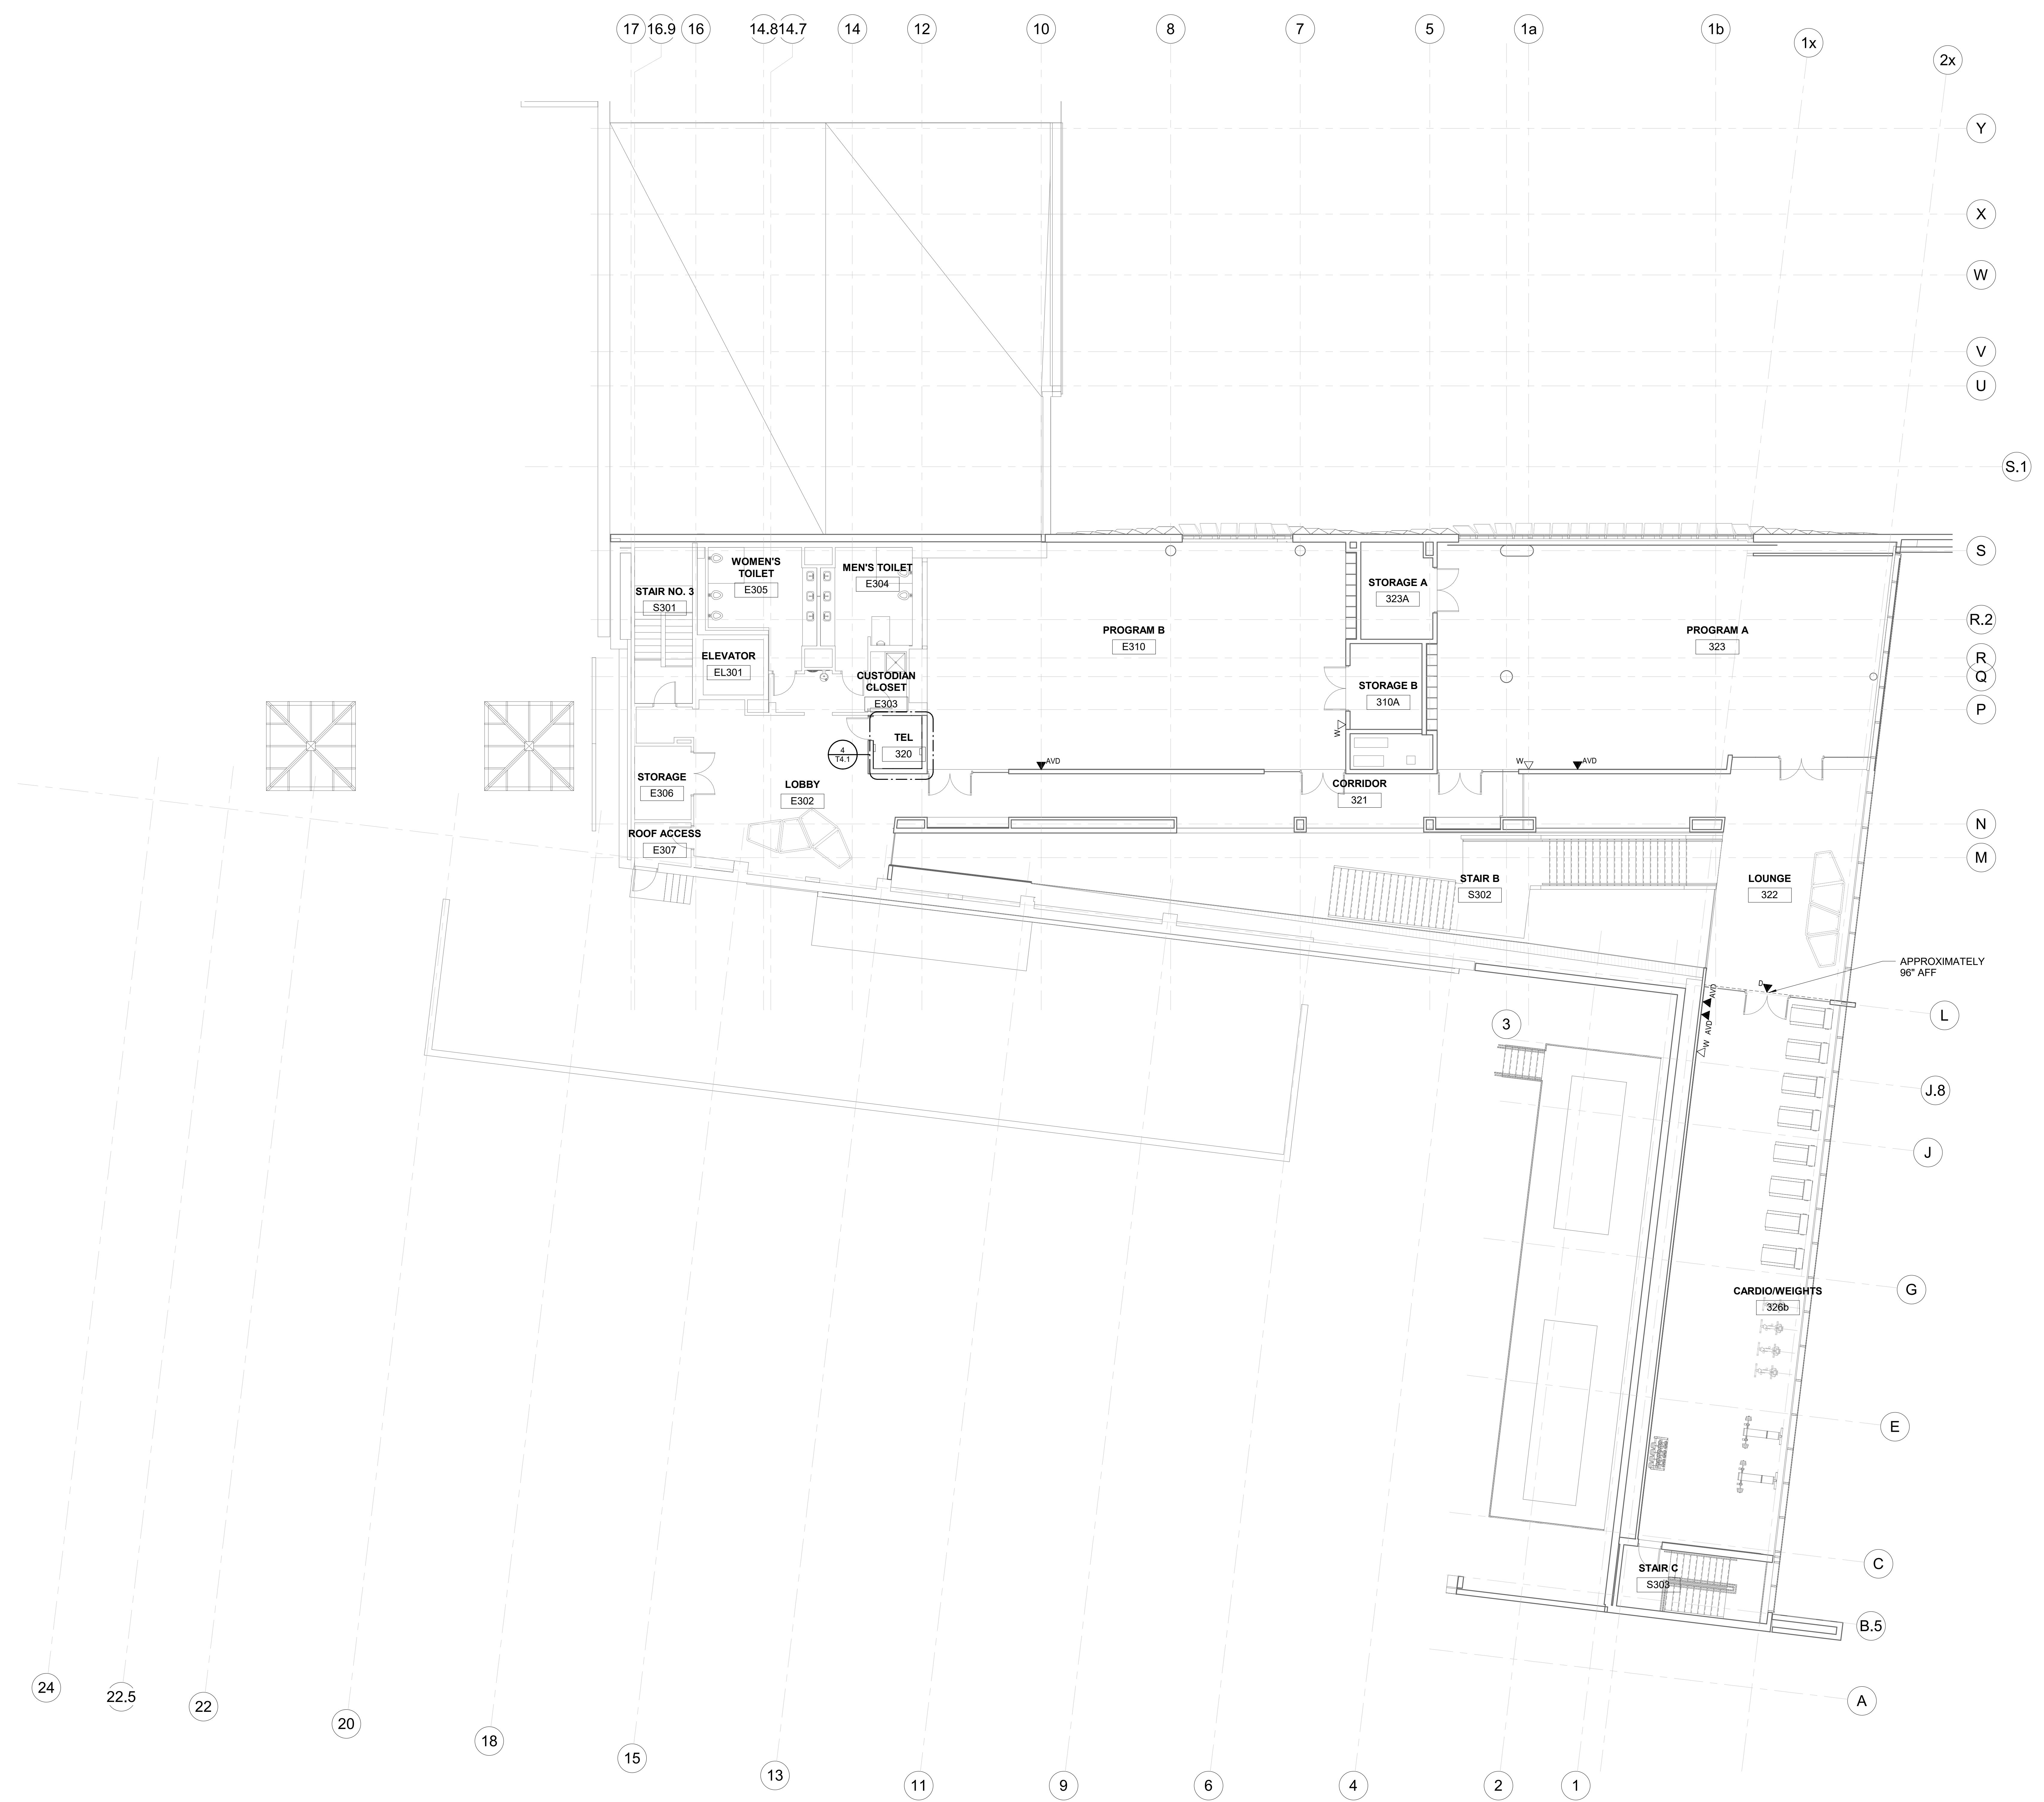 17
16.9
16
14.8
14.7
14
12
10
8
7
5
1a
1b
1x
2x
Y
X
W
V
U
S.1
S
R.2
R
Q
P
N
M
WOMEN'S
TOILET
E305
MEN'S TOILET
E304
STAIR NO. 3
S301
STORAGE A
323A
PROGRAM B
E310
PROGRAM A
323
ELEVATOR
EL301
CUSTODIAN
CLOSET
E303
STORAGE B
310A
W
TEL
320
4
T4.1
AVD
W
AVD
STORAGE
E306
LOBBY
E302
CORRIDOR
321
ROOF ACCESS
E307
STAIR B
S302
LOUNGE
322
APPROXIMATELY
96" AFF
D
AVD
AVD
W
L
3
J.8
J
G
CARDIO/WEIGHTS
326b
E
C
STAIR C
S303
B.5
A
24
22.5
22
20
18
15
13
11
9
6
4
2
1